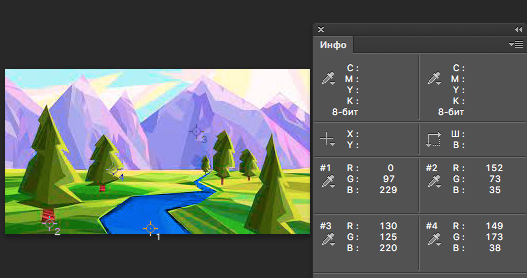 Инфо
C :
M :
Y :
K :
8-бит
C :
M :
Y :
K :
8-бит
X :
Y :
Ш :
В :
#1 R : 0
G : 97
B : 229
#2 R : 152
G : 73
B : 35
#3 R : 130
G : 125
B : 220
#4 R : 149
G : 173
B : 38
3
4
2
1